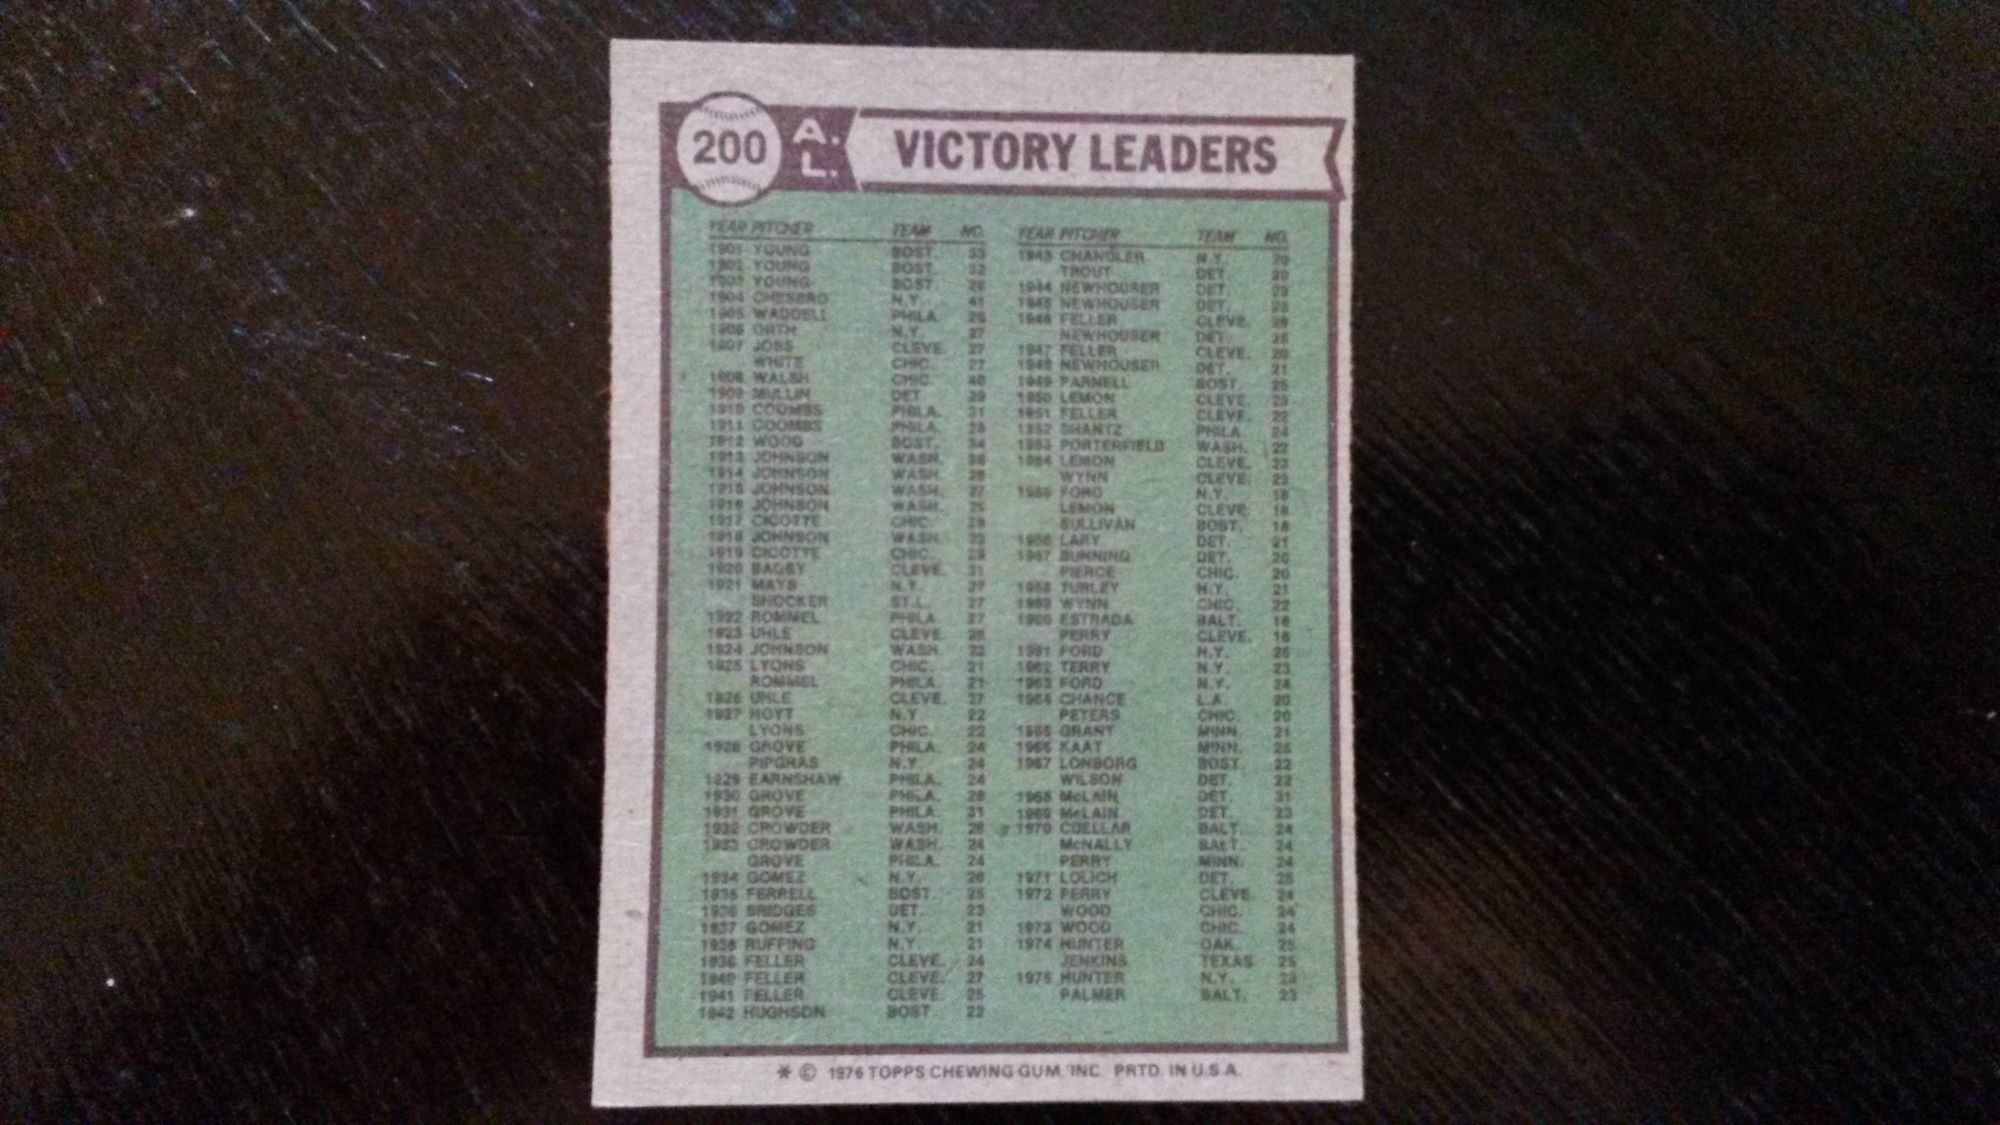 200 A. L. VICTORY LEADERS
YEAR PITCHER TEAM NO.
1901 YOUNG BOST. 33
1902 YOUNG BOST. 32
1903 YOUNG BOST. 28
1904 CHESBRO N.Y. 41
1905 WADDELL PHILA. 26
1906 ORTH N.Y. 27
1907 JOSS CLEVE. 27
WHITE CHIC. 27
1908 WALSH CHIC. 40
1909 MULLIN DET. 29
1910 COOMBS PHILA. 31
1911 COOMBS PHILA. 28
1912 WOOD BOST. 34
1913 JOHNSON WASH. 36
1914 JOHNSON WASH. 28
1915 JOHNSON WASH. 27
1916 JOHNSON WASH. 25
1917 CICOTTE CHIC. 28
1918 JOHNSON WASH. 23
1919 CICOTTE CHIC. 29
1920 BAGBY CLEVE. 31
1921 MAYS N.Y. 27
SHOCKER ST.L. 27
1922 ROMMEL PHILA. 27
1923 UHLE CLEVE. 26
1924 JOHNSON WASH. 23
1925 LYONS CHIC. 21
ROMMEL PHILA. 21
1926 UHLE CLEVE. 27
1927 HOYT N.Y. 22
LYONS CHIC. 22
1928 GROVE PHILA. 24
PIPGRAS N.Y. 24
1929 EARNSHAW PHILA. 24
1930 GROVE PHILA. 28
1931 GROVE PHILA. 31
1932 CROWDER WASH. 26
1933 CROWDER WASH. 24
GROVE PHILA. 24
1934 GOMEZ N.Y. 26
1935 FERRELL BOST. 25
1936 BRIDGES DET. 23
1937 GOMEZ N.Y. 21
1938 RUFFING N.Y. 21
1939 FELLER CLEVE. 24
1940 FELLER CLEVE. 27
1941 FELLER CLEVE. 25
1942 HUGHSON BOST. 22
YEAR PITCHER TEAM NO.
1943 CHANDLER N.Y. 20
TROUT DET. 20
1944 NEWHOUSER DET. 29
1945 NEWHOUSER DET. 25
1946 FELLER CLEVE. 26
NEWHOUSER DET. 26
1947 FELLER CLEVE. 20
1948 NEWHOUSER DET. 21
1949 PARNELL BOST. 25
1950 LEMON CLEVE. 23
1951 FELLER CLEVE. 22
1952 SHANTZ PHILA. 24
1953 PORTERFIELD WASH. 22
1954 LEMON CLEVE. 23
WYNN CLEVE. 23
1955 FORD N.Y. 18
LEMON CLEVE. 18
SULLIVAN BOST. 18
1956 LARY DET. 21
1957 BUNNING DET. 20
PIERCE CHIC. 20
1958 TURLEY N.Y. 21
1959 WYNN CHIC. 22
1960 ESTRADA BALT. 18
PERRY CLEVE. 18
1961 FORD N.Y. 25
1962 TERRY N.Y. 23
1963 FORD N.Y. 24
1964 CHANCE L.A. 20
PETERS CHIC. 20
1965 GRANT MINN. 21
1966 KAAT MINN. 25
1967 LONBORG BOST. 22
WILSON DET. 22
1968 McLAIN DET. 31
1969 McLAIN DET. 23
1970 CUELLAR BALT. 24
McNALLY BALT. 24
PERRY MINN. 24
1971 LOLICH DET. 25
1972 PERRY CLEVE. 24
WOOD CHIC. 24
1973 WOOD CHIC. 24
1974 HUNTER OAK. 25
JENKINS TEXAS 25
1975 HUNTER N.Y. 23
PALMER BALT. 23
* © 1976 TOPPS CHEWING GUM, INC. PRTD. IN U.S.A.